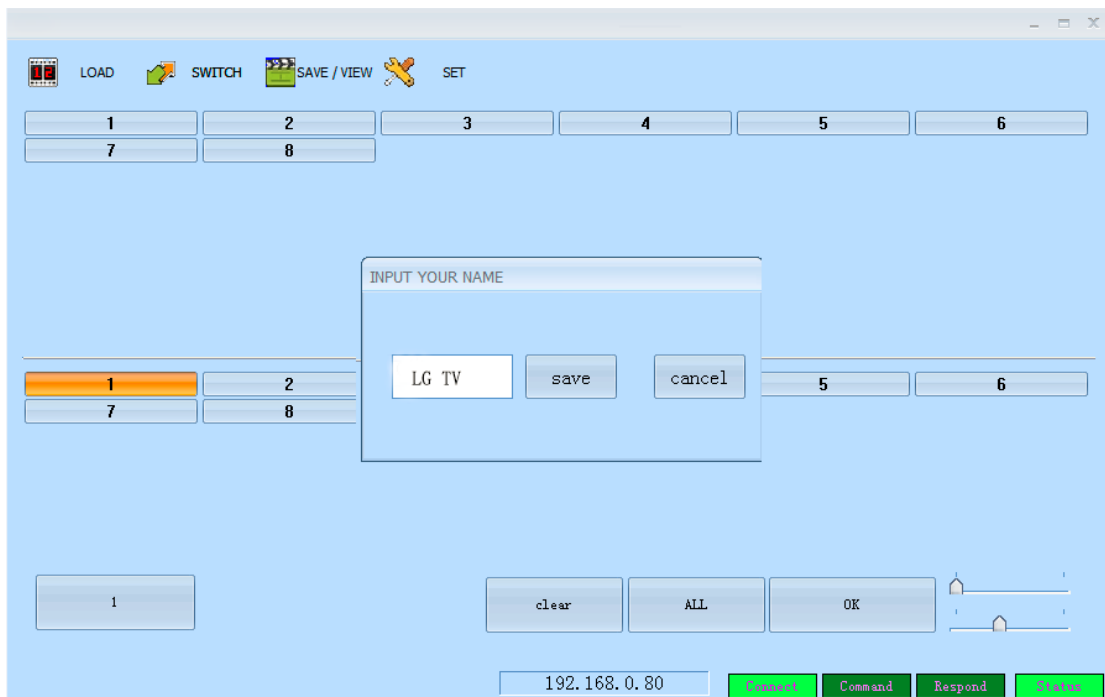 LOAD SWITCH SAVE / VIEW SET
1 2 3 4 5 6
7 8
INPUT YOUR NAME
LG TV save cancel
1 2 5 6
7 8
1 clear ALL OK
192.168.0.80 Connect Command Respond Status